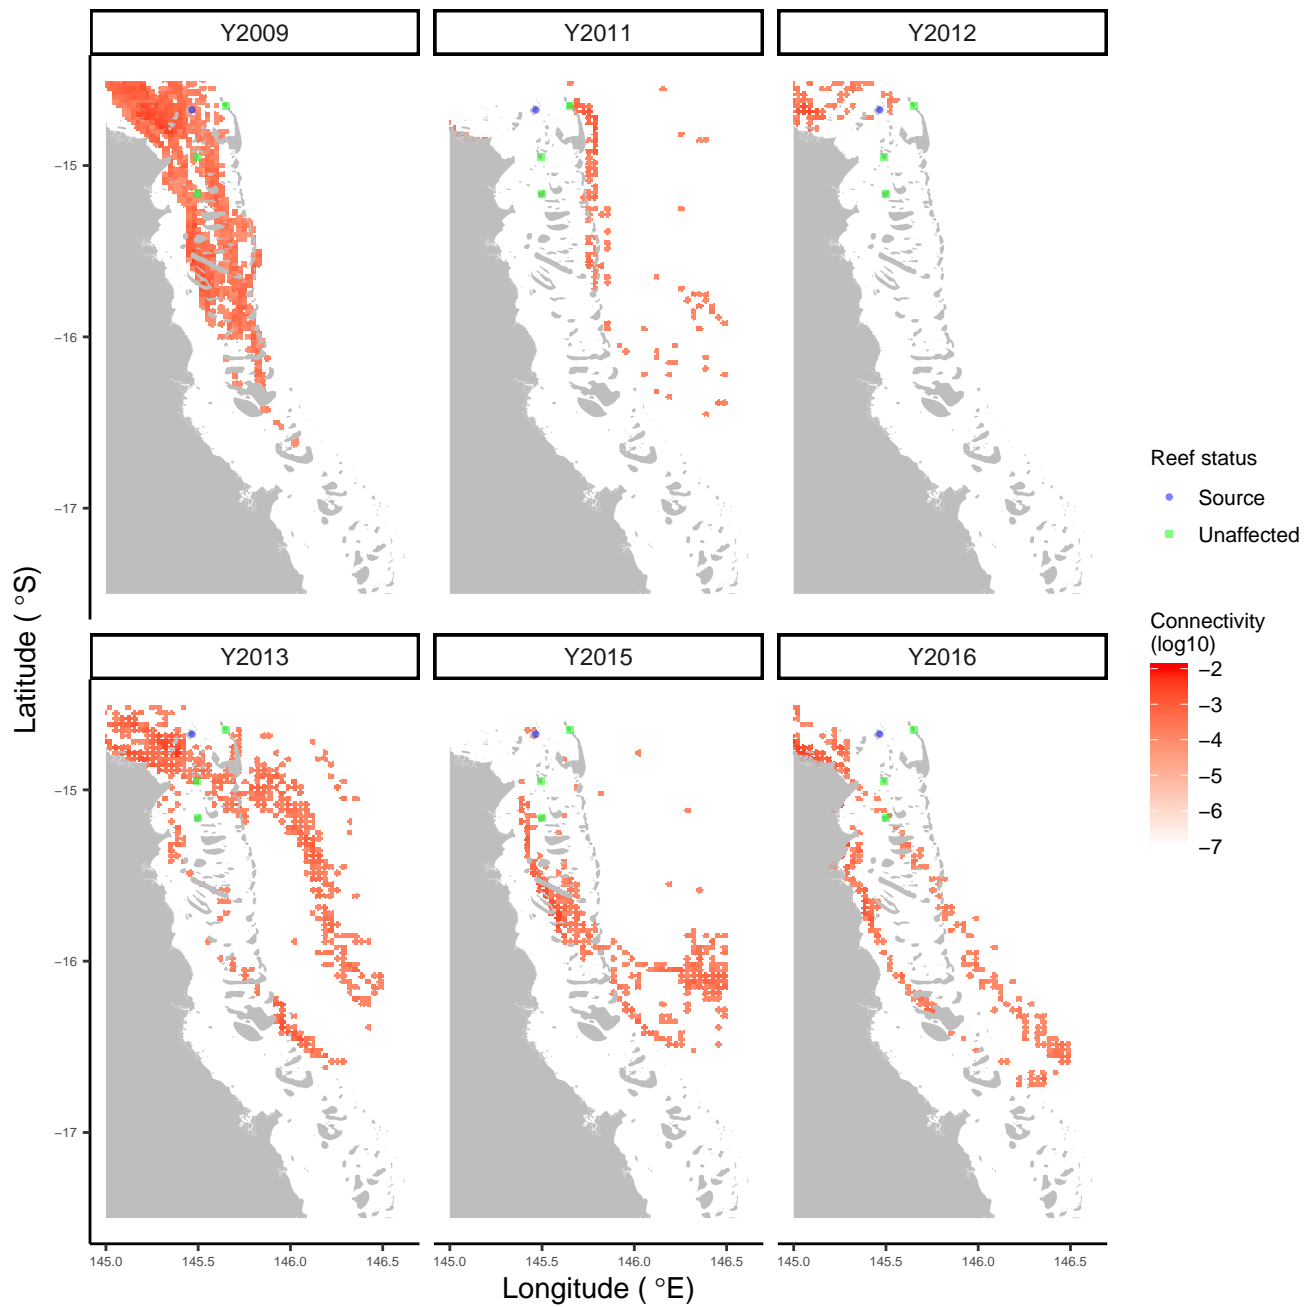 Y2009 Y2011 Y2012
−15
−16
−17
Y2013 Y2015 Y2016
−15
−16
−17
145.0 145.5 146.0 146.5 145.0 145.5 146.0 146.5 145.0 145.5 146.0 146.5
Longitude ( °E)
Latitude ( °S)
Reef status
Source
Unaffected
Connectivity
(log10)
−2
−3
−4
−5
−6
−7